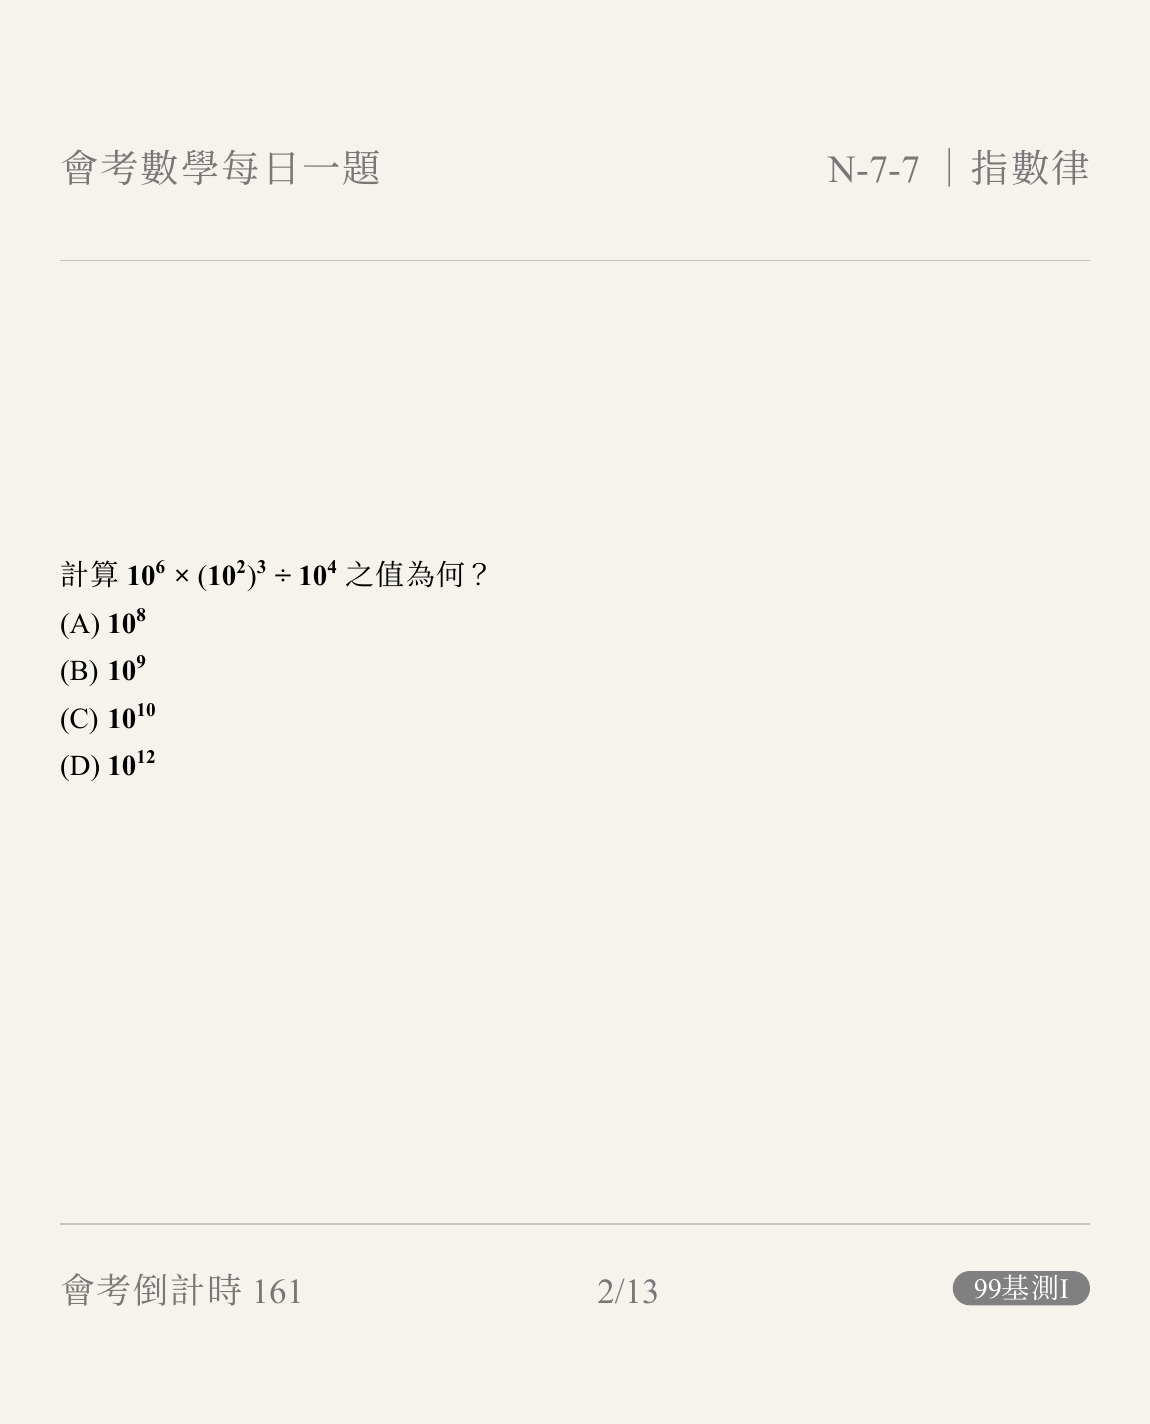 會考數學每日一題
N-7-7 ｜指數律
計算 10⁶ × (10²)³ ÷ 10⁴ 之值為何？
(A) 10⁸
(B) 10⁹
(C) 10¹⁰
(D) 10¹²
會考倒計時 161
2/13
99基測I